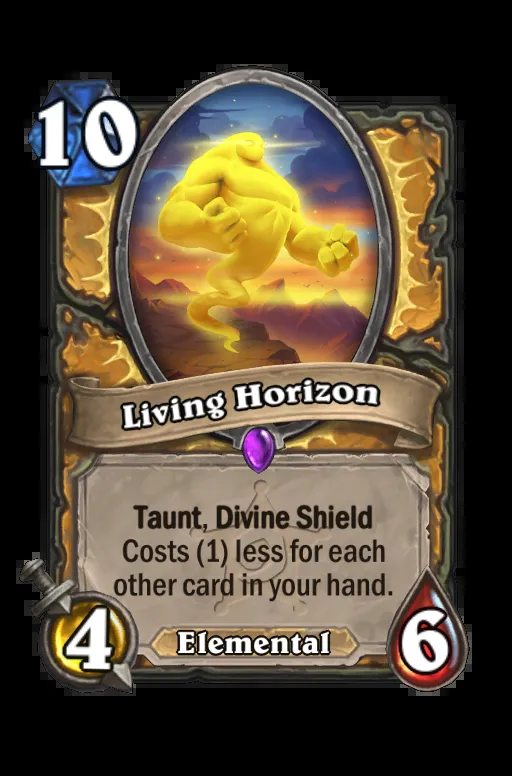 10
Living Horizon
Taunt, Divine Shield
Costs (1) less for each
other card in your hand.
4
Elemental
6